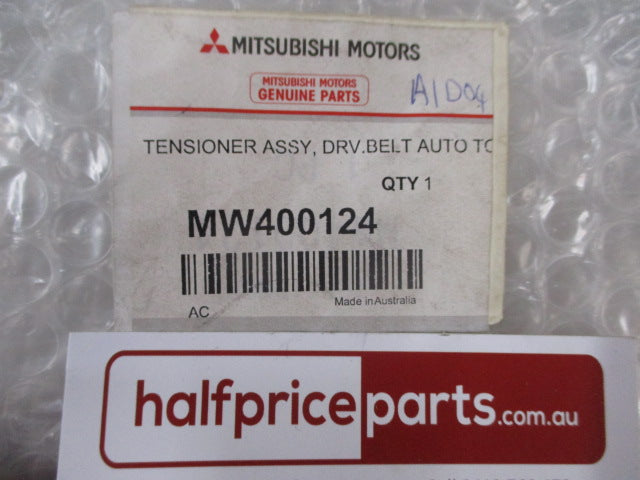 MITSUBISHI MOTORS
MITSUBISHI MOTORS
GENUINE PARTS
A1D04
TENSIONER ASSY, DRV.BELT AUTO TC
QTY 1
MW400124
Made in Australia
AC
halfpriceparts.com.au